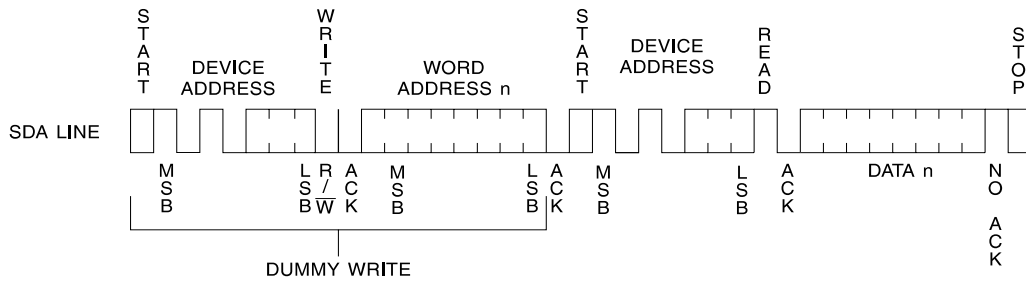 START
WRITE
START
READ
STOP
DEVICE
ADDRESS
WORD
ADDRESS n
DEVICE
ADDRESS
SDA LINE
MSB
LSB
R/W
ACK
MSB
LSB
ACK
MSB
LSB
ACK
DATA n
NO ACK
DUMMY WRITE